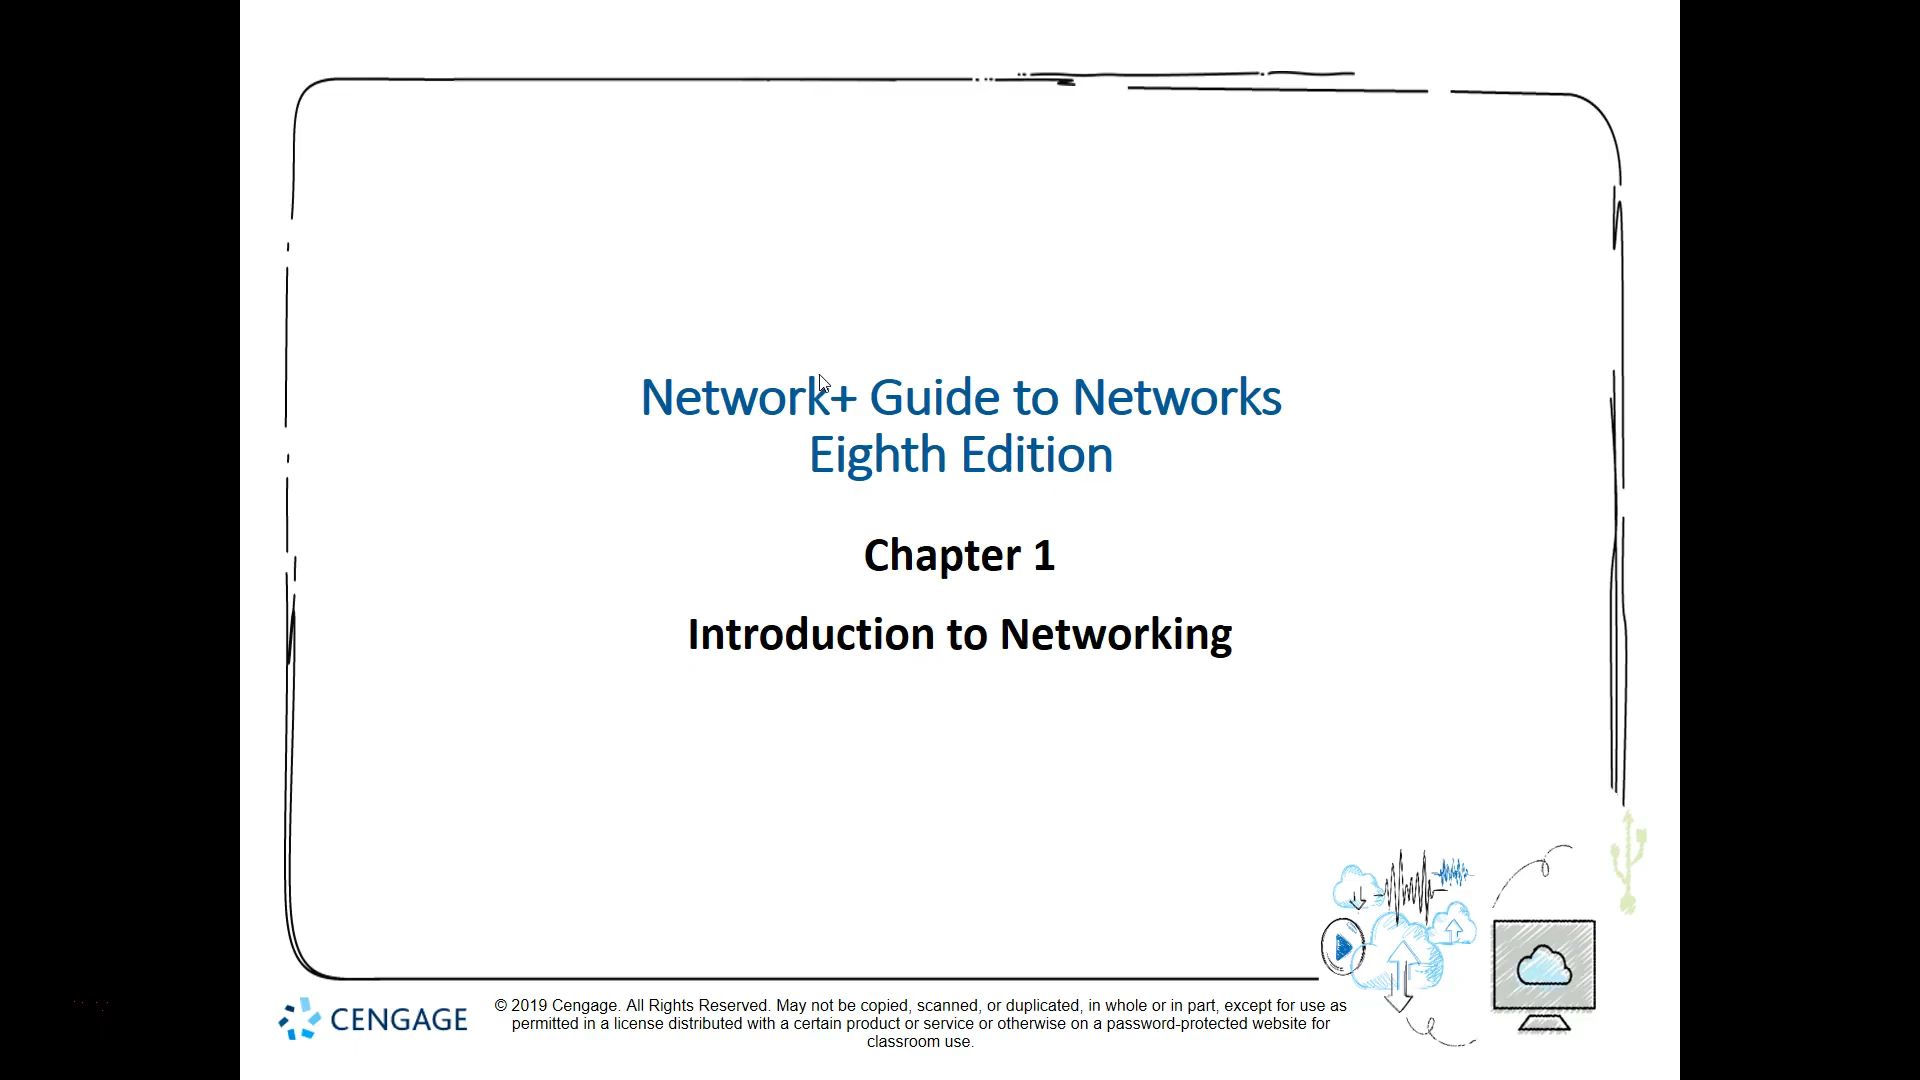 Network+ Guide to Networks
Eighth Edition
Chapter 1
Introduction to Networking
CENGAGE
© 2019 Cengage. All Rights Reserved. May not be copied, scanned, or duplicated, in whole or in part, except for use as
permitted in a license distributed with a certain product or service or otherwise on a password-protected website for
classroom use.